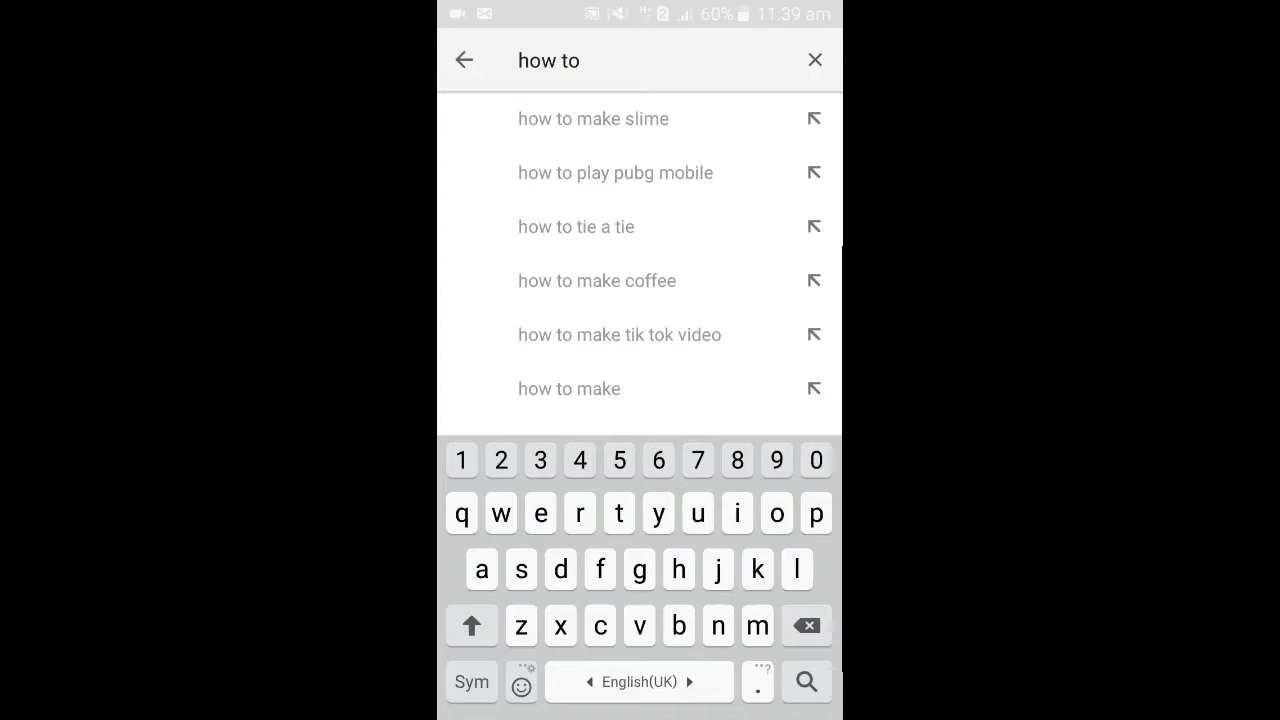 2 60% 11:39 am
how to
how to make slime
how to play pubg mobile
how to tie a tie
how to make coffee
how to make tik tok video
how to make
1 2 3 4 5 6 7 8 9 0
q w e r t y u i o p
a s d f g h j k l
z x c v b n m
Sym English(UK) . ?